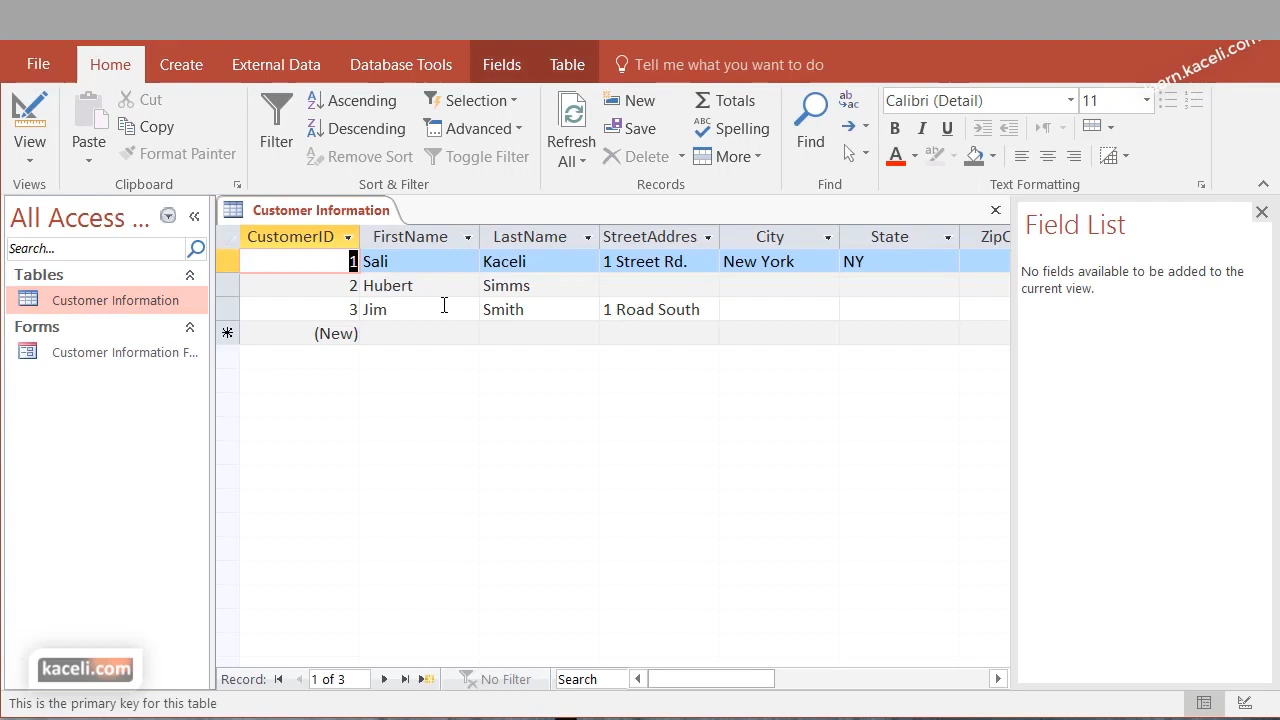 File Home Create External Data Database Tools Fields Table Tell me what you want to do
View
Views
Paste
Cut
Copy
Format Painter
Clipboard
Filter
Ascending
Descending
Remove Sort
Selection
Advanced
Toggle Filter
Sort & Filter
Refresh
All
New
Save
Delete
Totals
Spelling
More
Records
Find
Find
Calibri (Detail) 11
B I U
A
Text Formatting
All Access ...
Search...
Tables
Customer Information
Forms
Customer Information F...
Customer Information
CustomerID FirstName LastName StreetAddres City State ZipC
1 Sali Kaceli 1 Street Rd. New York NY
2 Hubert Simms
3 Jim Smith 1 Road South
(New)
Field List
No fields available to be added to the
current view.
kaceli.com
Record: 1 of 3 No Filter Search
This is the primary key for this table